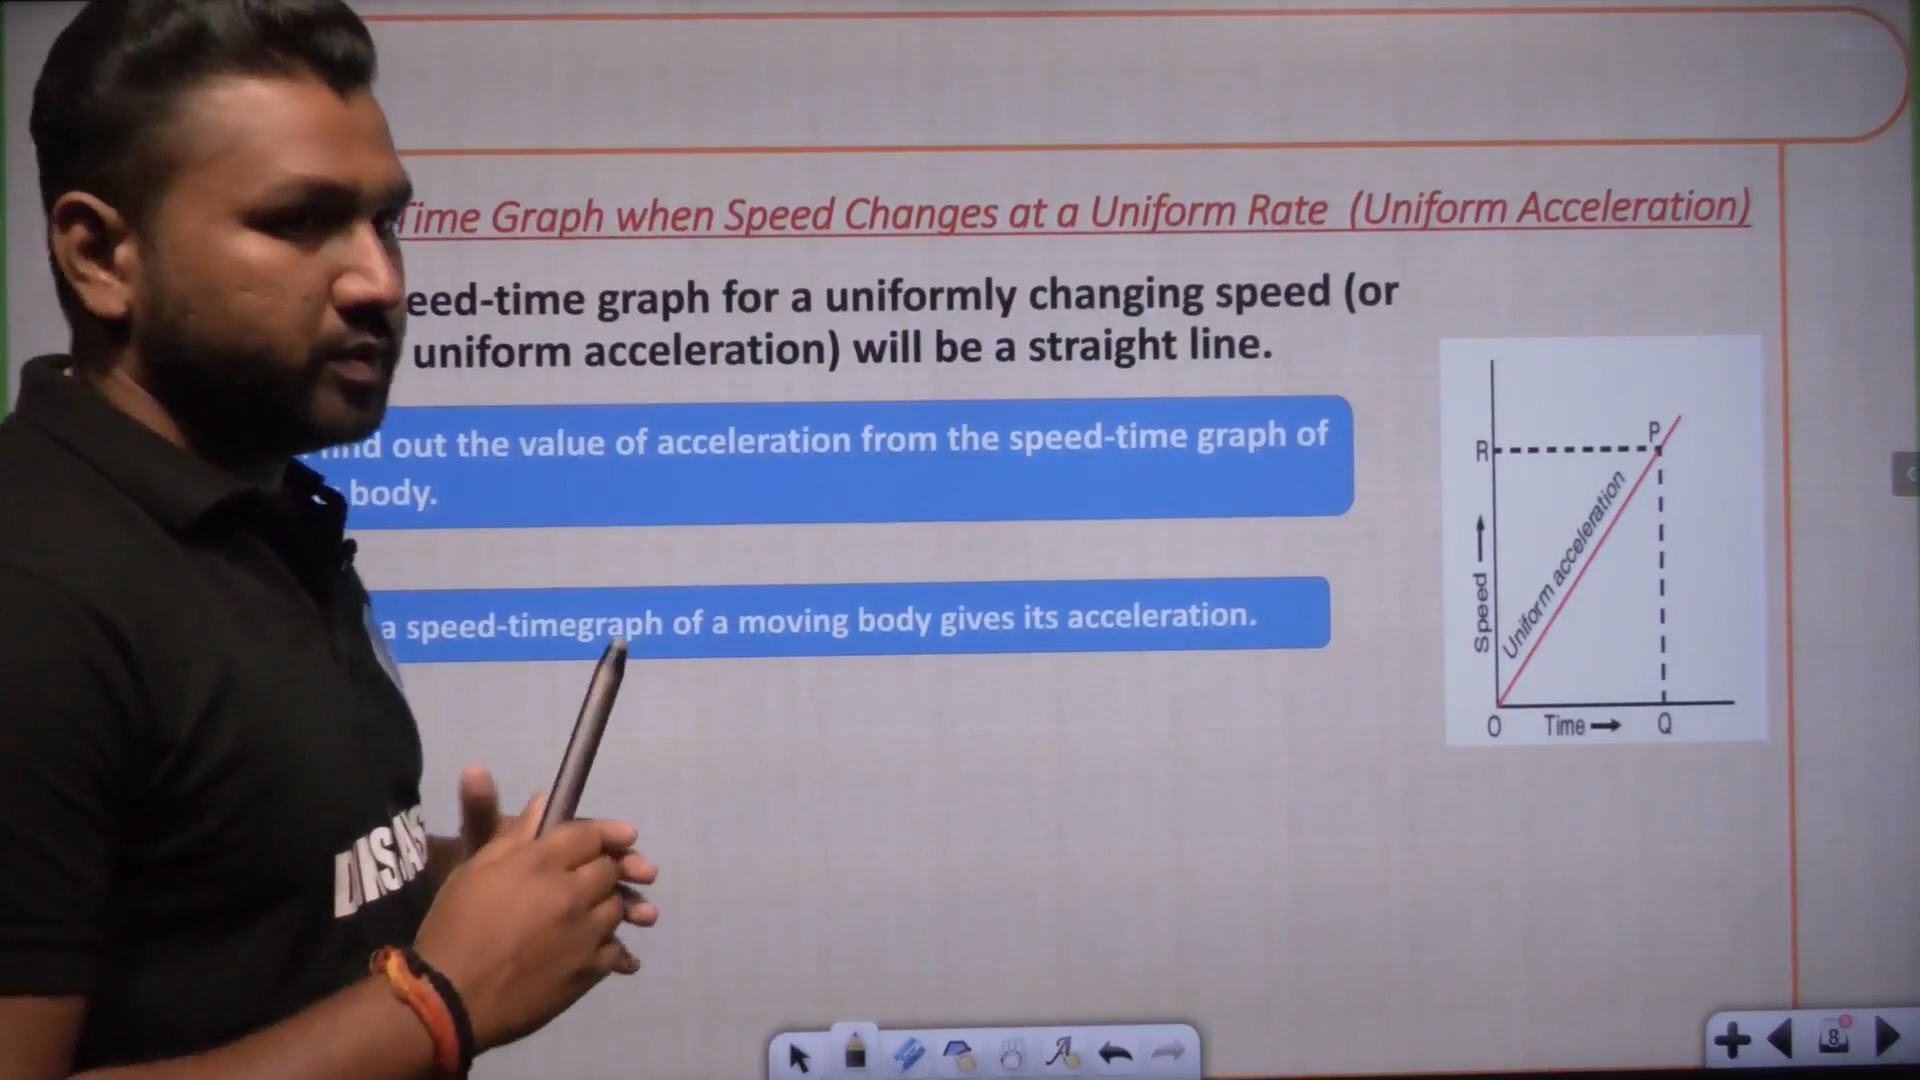 Time Graph when Speed Changes at a Uniform Rate (Uniform Acceleration)
eed-time graph for a uniformly changing speed (or
uniform acceleration) will be a straight line.
find out the value of acceleration from the speed-time graph of
body.
a speed-timegraph of a moving body gives its acceleration.
P
R
Uniform acceleration
Speed
O Time Q
8